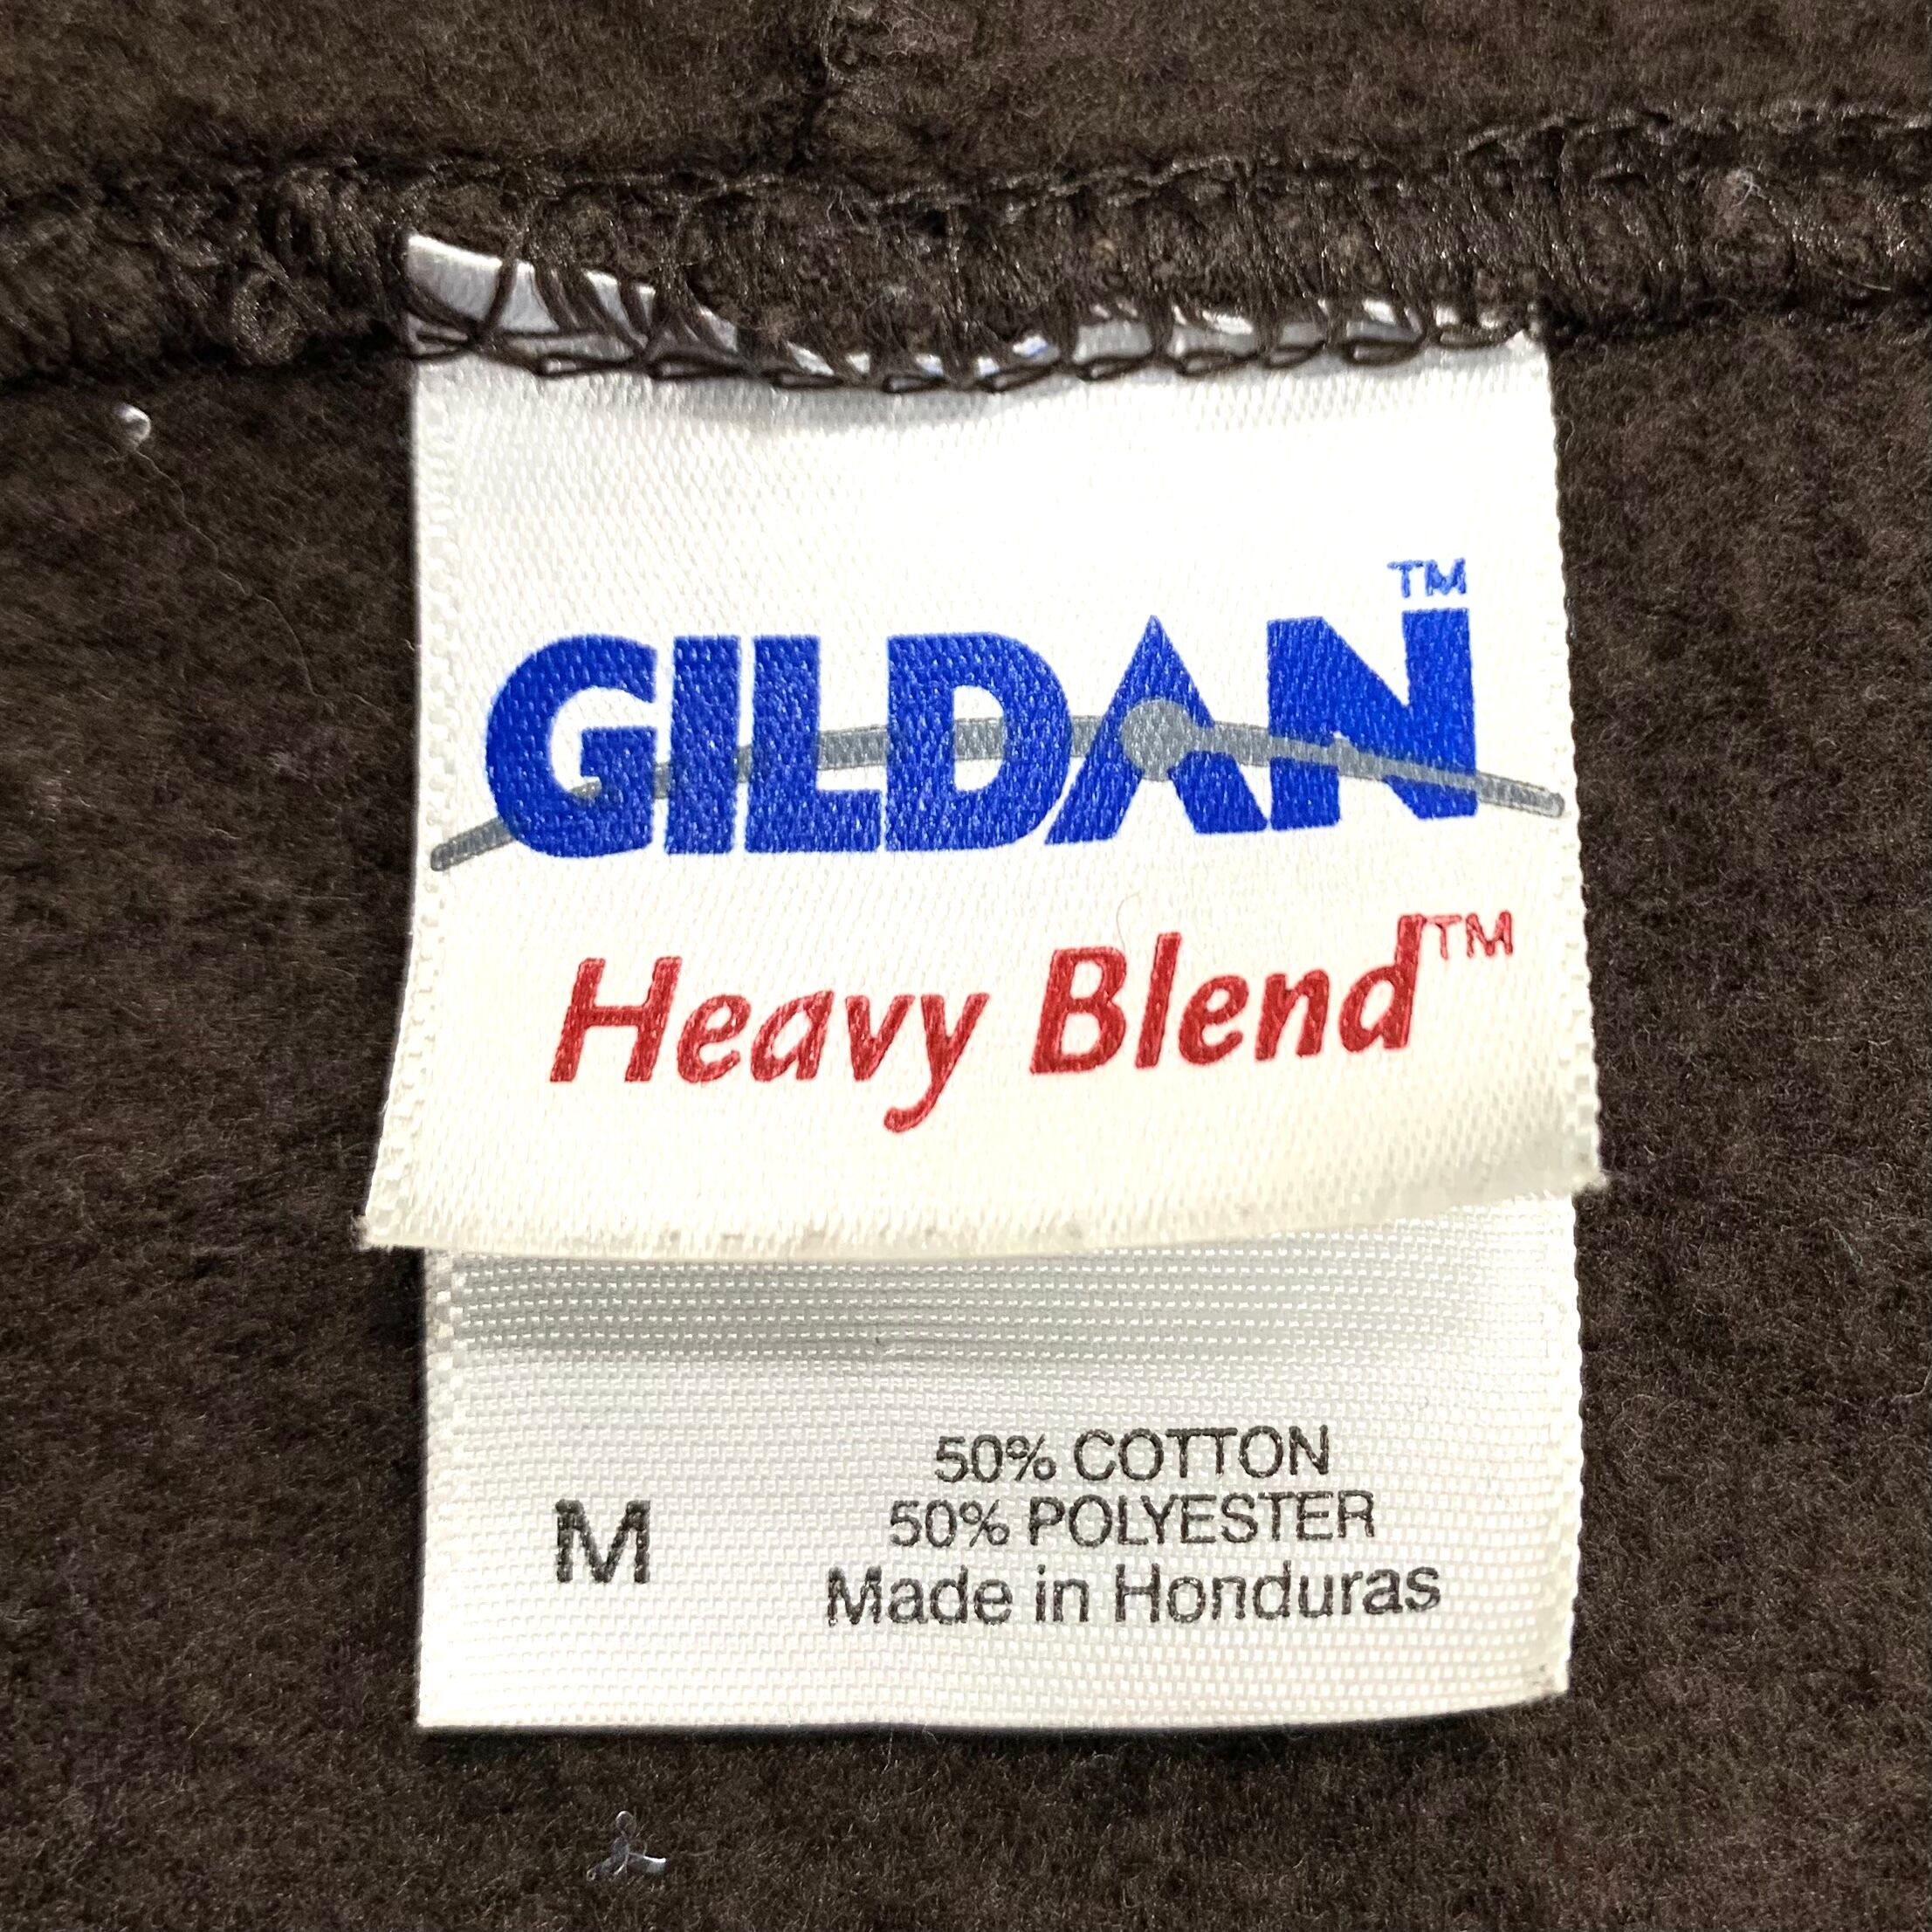 GILDAN™
Heavy Blend™
50% COTTON
50% POLYESTER
M
Made in Honduras